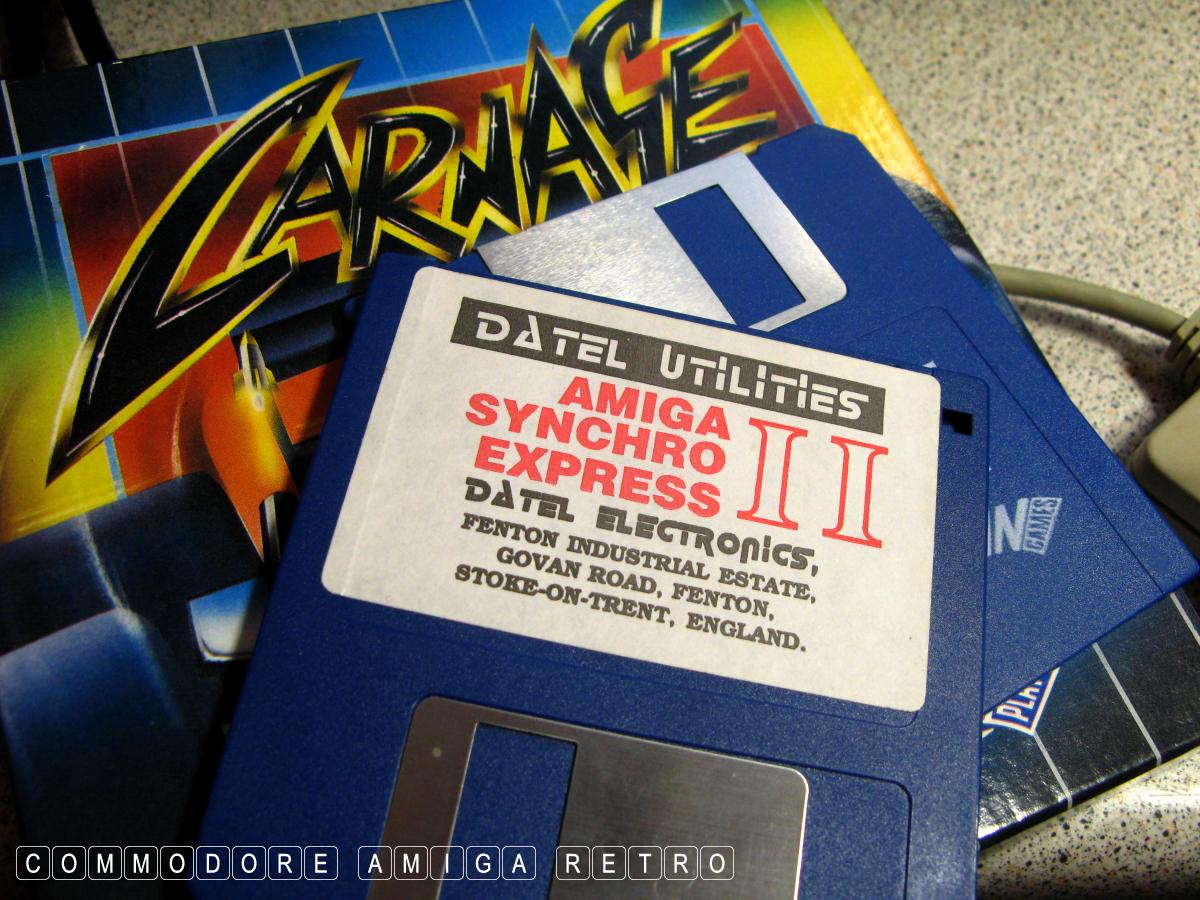 CARNAGE
DATEL UTILITIES
AMIGA
SYNCHRO
EXPRESS
II
DATEL ELECTRONICS,
FENTON INDUSTRIAL ESTATE,
GOVAN ROAD, FENTON,
STOKE-ON-TRENT, ENGLAND.
GAMES
COMMODORE AMIGA RETRO